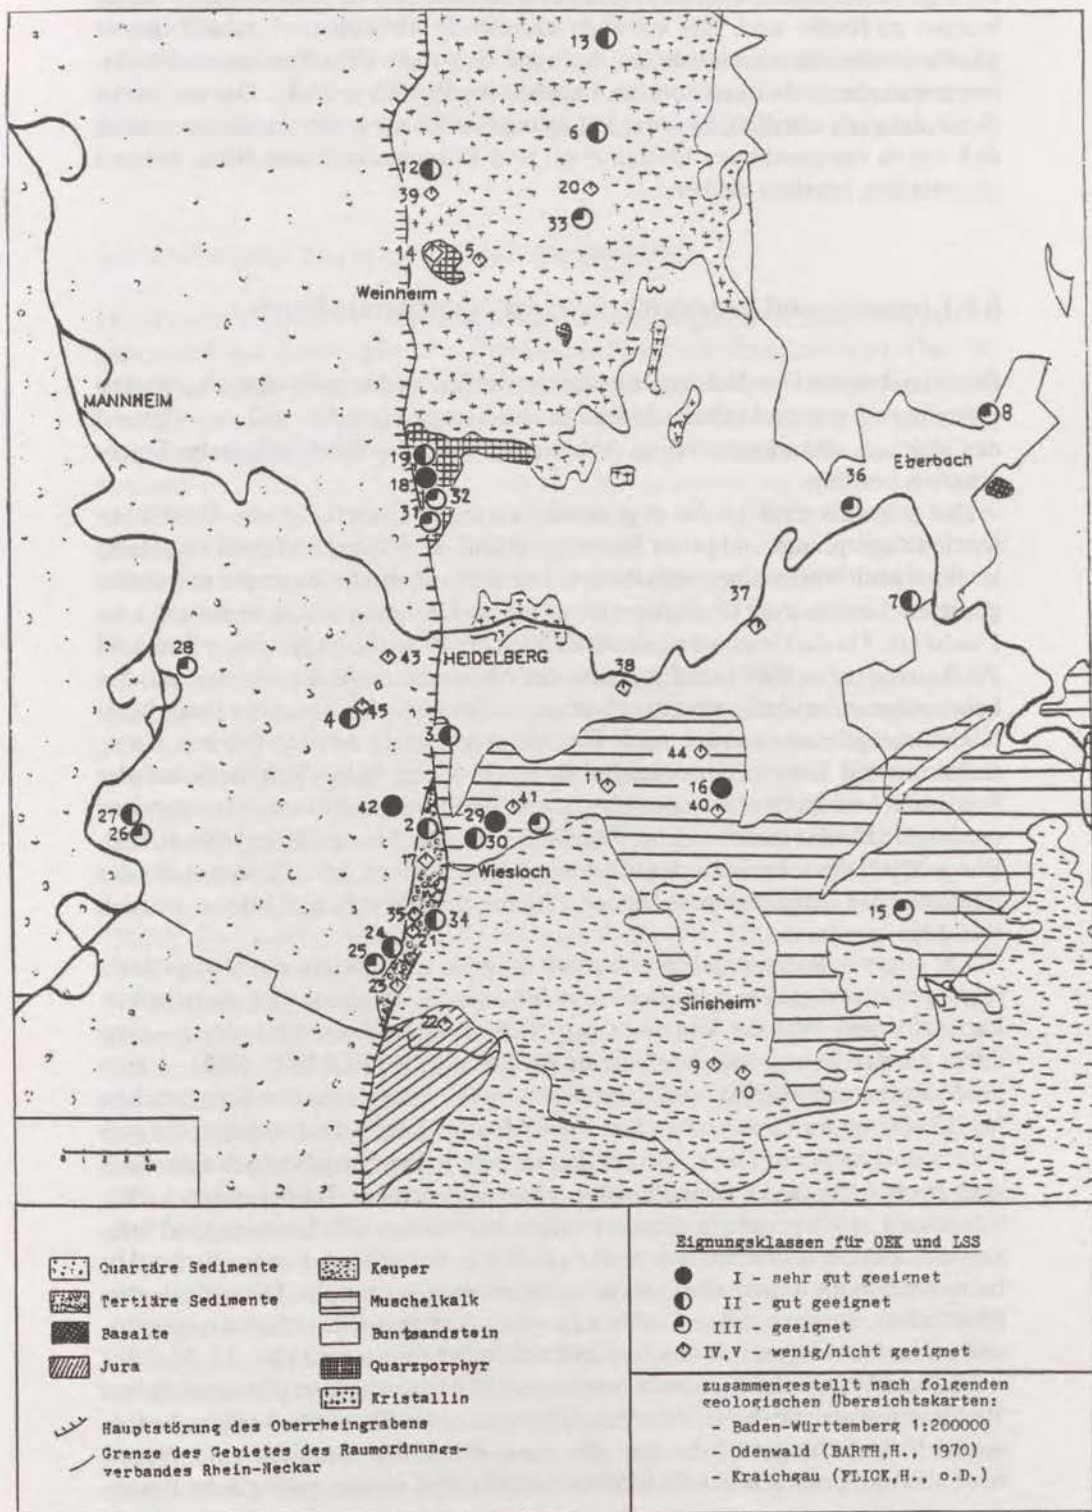 13
6
12
39
20
33
14
5
Weinheim
MANNHEIM
8
19
Eberbach
18
36
32
31
7
37
28
43
HEIDELBERG
38
45
4
3
44
11
16
42
41
40
27
29
26
2
30
17
Wiesloch
35
34
15
24
21
25
23
Sinsheim
22
9
10
0
Quartäre Sedimente
Keuper
Tertiäre Sedimente
Muschelkalk
Basalte
Buntsandstein
Jura
Quarzporphyr
Kristallin
Hauptstörung des Oberrheingrabens
Grenze des Gebietes des Raumordnungs-
verbandes Rhein-Neckar
Eignungsklassen für OEK und LSS
I - sehr gut geeignet
II - gut geeignet
III - geeignet
IV,V - wenig/nicht geeignet
zusammengestellt nach folgenden
geologischen Übersichtskarten:
- Baden-Württemberg 1:200000
- Odenwald (BARTH,H., 1970)
- Kraichgau (FLICK,H., o.D.)